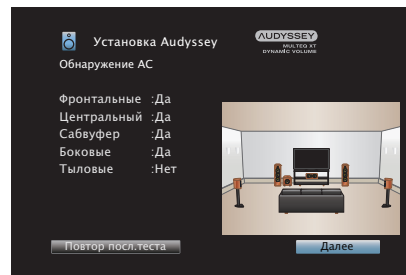 Установка Audyssey
AUDYSSEY
MULTEQ XT
DYNAMIC VOLUME
Обнаружение АС
Фронтальные :Да
Центральный :Да
Сабвуфер :Да
Боковые :Да
Тыловые :Нет
Повтор посл.теста
Далее